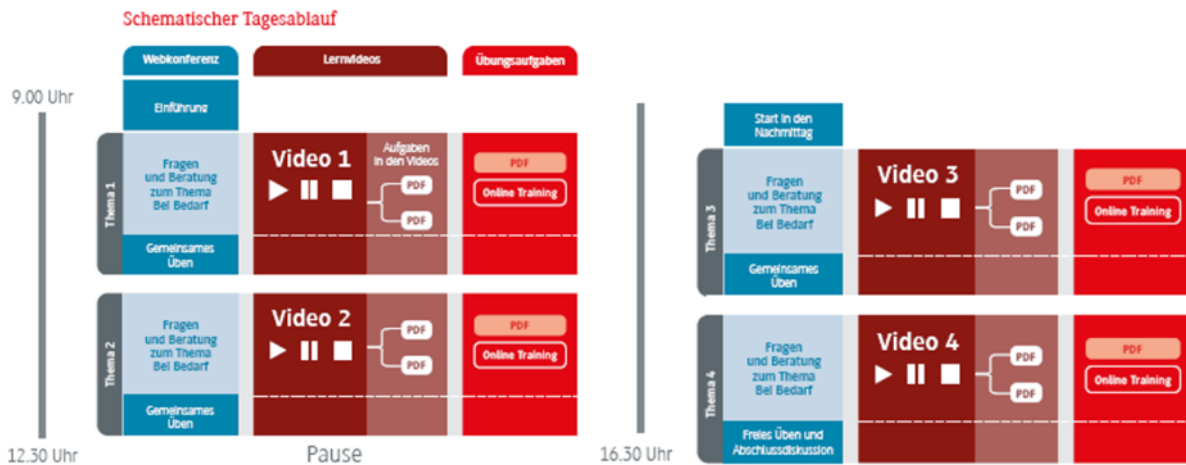 Schematischer Tagesablauf
Webkonferenz
Lernvideos
Übungsaufgaben
9.00 Uhr
Einführung
Thema 1
Fragen
und Beratung
zum Thema
Bei Bedarf
Gemeinsames
Üben
Video 1
Aufgaben
in den Videos
PDF
PDF
PDF
Online Training
Thema 2
Fragen
und Beratung
zum Thema
Bei Bedarf
Gemeinsames
Üben
Video 2
PDF
PDF
PDF
Online Training
12.30 Uhr
Pause
Start in den
Nachmittag
Thema 3
Fragen
und Beratung
zum Thema
Bei Bedarf
Gemeinsames
Üben
Video 3
PDF
PDF
PDF
Online Training
Thema 4
Fragen
und Beratung
zum Thema
Bei Bedarf
Freies Üben und
Abschlussdiskussion
Video 4
PDF
PDF
PDF
Online Training
16.30 Uhr